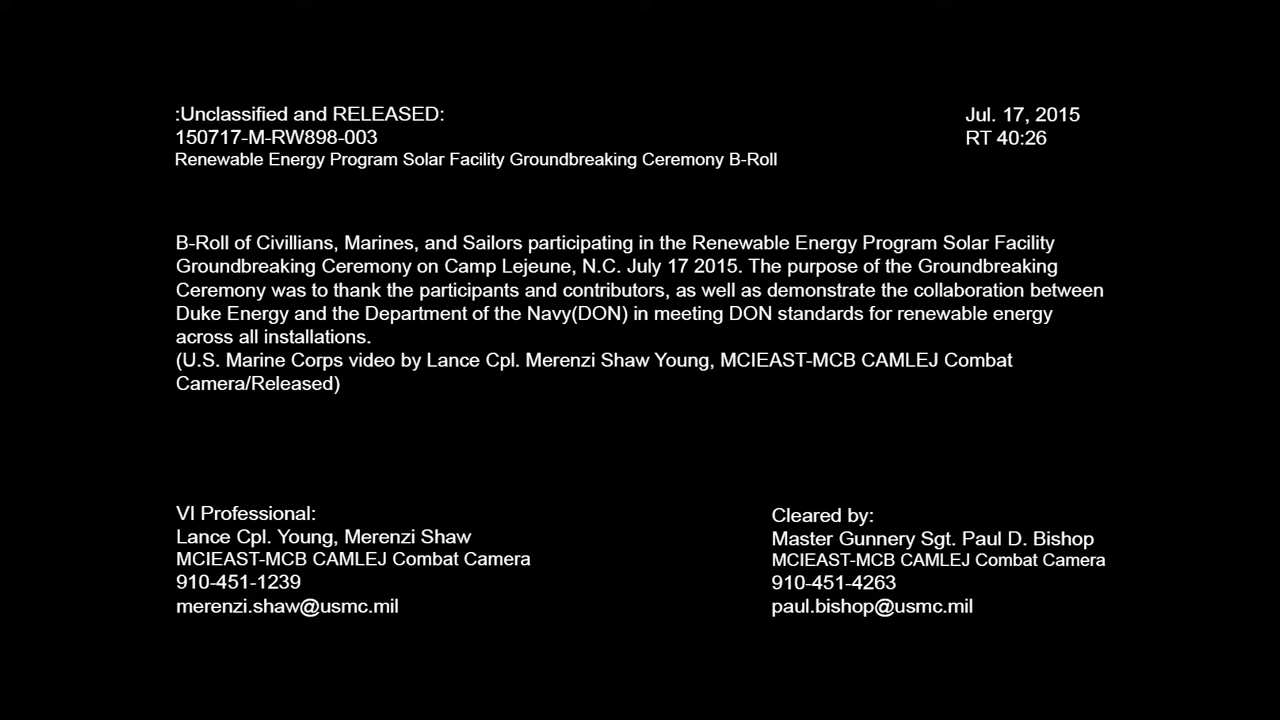 :Unclassified and RELEASED:
150717-M-RW898-003
Renewable Energy Program Solar Facility Groundbreaking Ceremony B-Roll
Jul. 17, 2015
RT 40:26
B-Roll of Civillians, Marines, and Sailors participating in the Renewable Energy Program Solar Facility
Groundbreaking Ceremony on Camp Lejeune, N.C. July 17 2015. The purpose of the Groundbreaking
Ceremony was to thank the participants and contributors, as well as demonstrate the collaboration between
Duke Energy and the Department of the Navy(DON) in meeting DON standards for renewable energy
across all installations.
(U.S. Marine Corps video by Lance Cpl. Merenzi Shaw Young, MCIEAST-MCB CAMLEJ Combat
Camera/Released)
VI Professional:
Lance Cpl. Young, Merenzi Shaw
MCIEAST-MCB CAMLEJ Combat Camera
910-451-1239
merenzi.shaw@usmc.mil
Cleared by:
Master Gunnery Sgt. Paul D. Bishop
MCIEAST-MCB CAMLEJ Combat Camera
910-451-4263
paul.bishop@usmc.mil